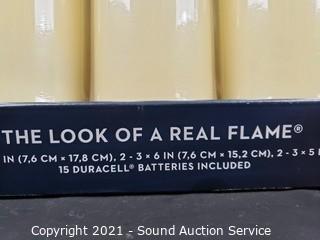 THE LOOK OF A REAL FLAME®
IN (7,6 CM × 17,8 CM), 2 - 3 × 6 IN (7,6 CM × 15,2 CM), 2 - 3 × 5 I
15 DURACELL® BATTERIES INCLUDED
Copyright 2021 - Sound Auction Service